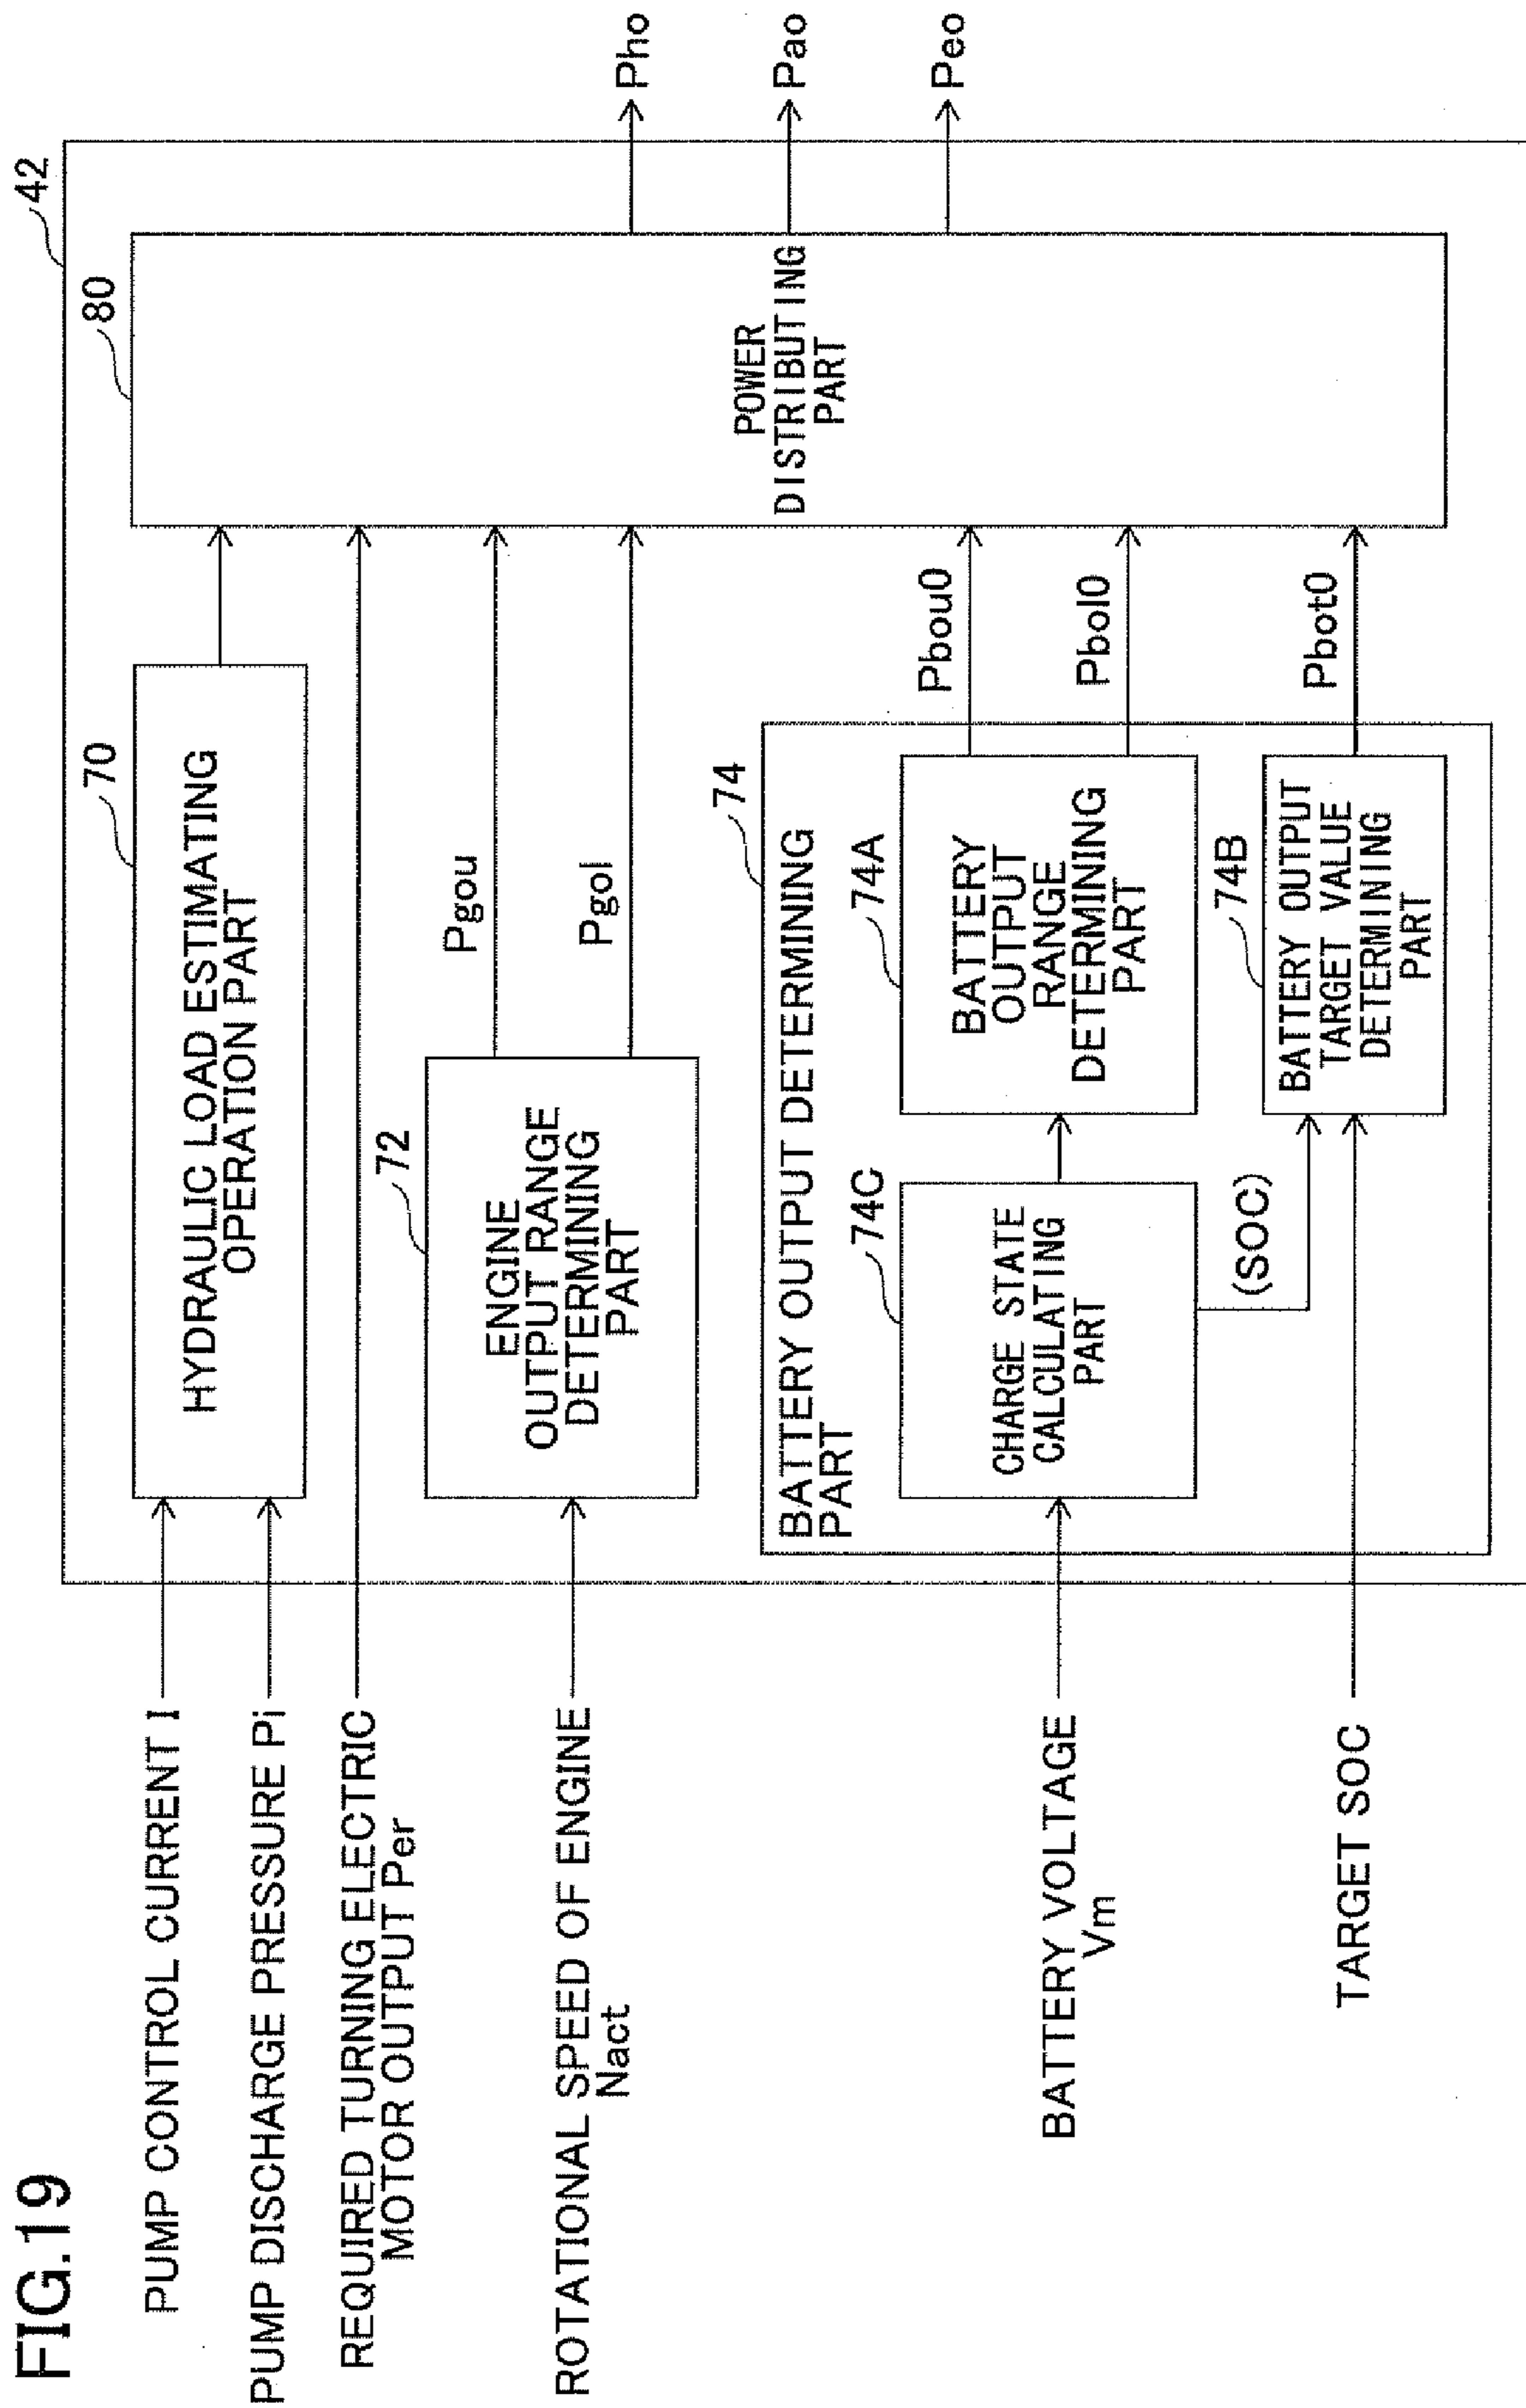 FIG.19
42
PUMP CONTROL CURRENT I
PUMP DISCHARGE PRESSURE Pi
REQUIRED TURNING ELECTRIC
MOTOR OUTPUT Per
ROTATIONAL SPEED OF ENGINE
Nact
BATTERY VOLTAGE
Vm
TARGET SOC
70
HYDRAULIC LOAD ESTIMATING
OPERATION PART
72
ENGINE
OUTPUT RANGE
DETERMINING
PART
Pgou
Pgol
74
BATTERY OUTPUT DETERMINING
PART
74C
CHARGE STATE
CALCULATING
PART
(SOC)
74A
BATTERY
OUTPUT
RANGE
DETERMINING
PART
74B
BATTERY OUTPUT
TARGET VALUE
DETERMINING
PART
Pbou0
Pbol0
Pbot0
80
POWER
DISTRIBUTING
PART
Pho
Pao
Peo